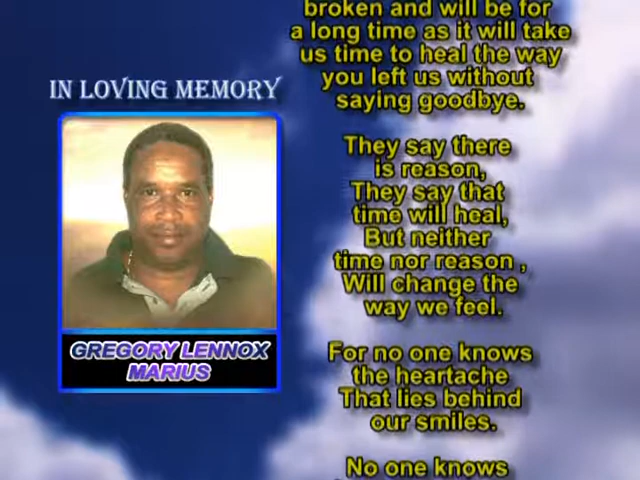 IN LOVING MEMORY
GREGORY LENNOX
MARIUS
broken and will be for
a long time as it will take
us time to heal the way
you left us without
saying goodbye.
They say there
is reason,
They say that
time will heal,
But neither
time nor reason ,
Will change the
way we feel.
For no one knows
the heartache
That lies behind
our smiles.
No one knows